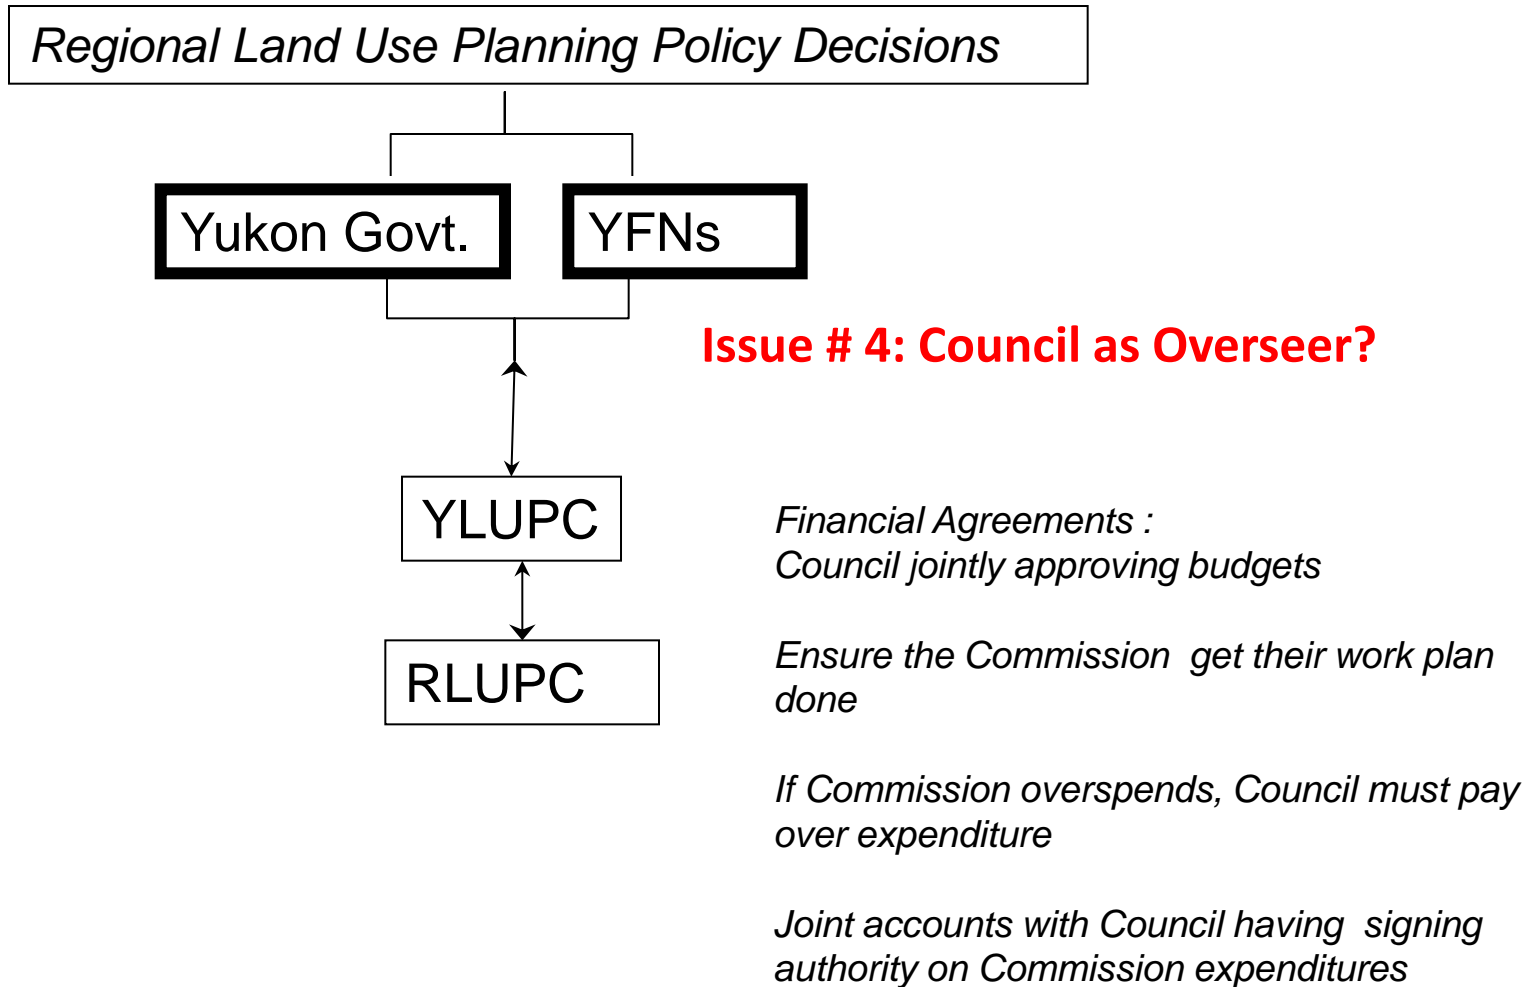 Regional Land Use Planning Policy Decisions
Yukon Govt.
YFNs
Issue # 4: Council as Overseer?
YLUPC
RLUPC
Financial Agreements :
Council jointly approving budgets
Ensure the Commission  get their work plan
done
If Commission overspends, Council must pay
over expenditure
Joint accounts with Council having  signing
authority on Commission expenditures